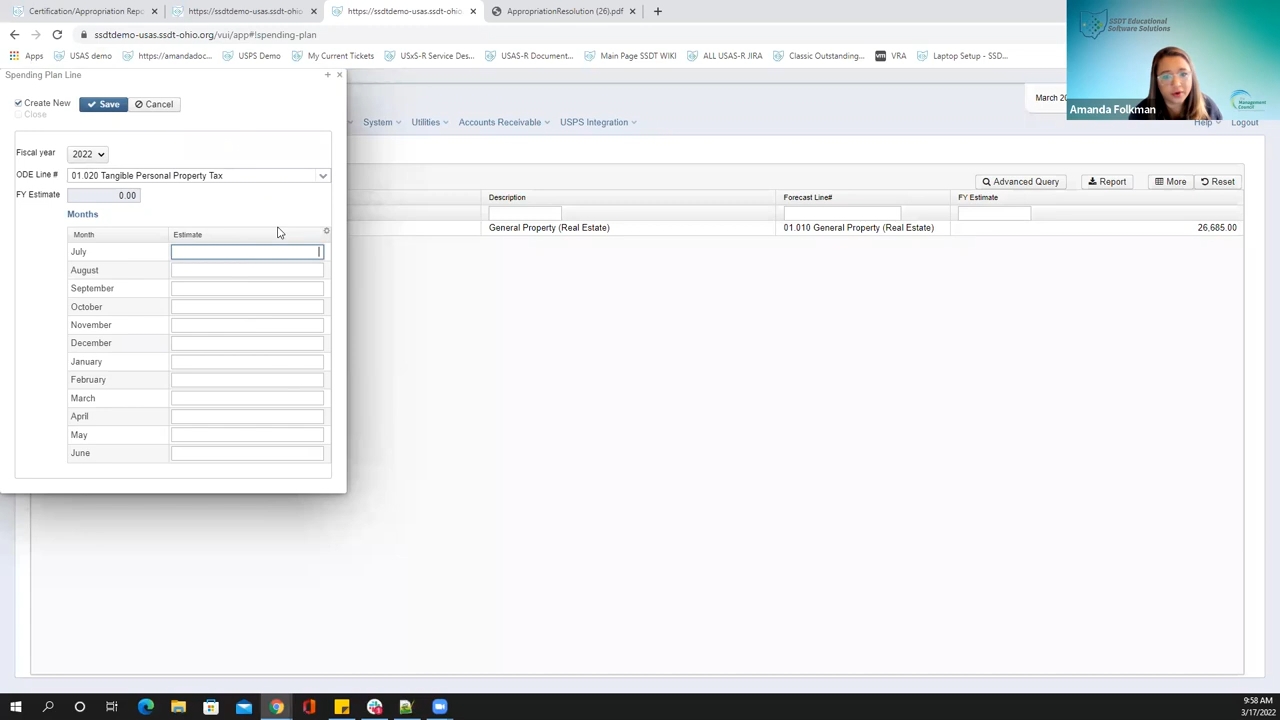 Certification/Appropriation Repo
https://ssdtdemo-usas.ssdt-ohio
https://ssdtdemo-usas.ssdt-ohio
AppropriationResolution (26).pdf
ssdtdemo-usas.ssdt-ohio.org/vui/app#!spending-plan
Apps
USAS demo
https://amandadoc...
USPS Demo
My Current Tickets
USxS-R Service Des...
USAS-R Document...
Main Page SSDT WIKI
ALL USAS-R JIRA
Classic Outstanding...
vm
VRA
Laptop Setup - SSD...
SSDT Educational
Software Solutions
Management
Council
Amanda Folkman
Spending Plan Line
Create New
Save
Cancel
Close
March 20
System
Utilities
Accounts Receivable
USPS Integration
Help
Logout
Fiscal year
2022
ODE Line #
01.020 Tangible Personal Property Tax
FY Estimate
0.00
Months
Month
Estimate
July
August
September
October
November
December
January
February
March
April
May
June
Advanced Query
Report
More
Reset
Description
Forecast Line#
FY Estimate
General Property (Real Estate)
01.010 General Property (Real Estate)
26,685.00
9:58 AM
3/17/2022